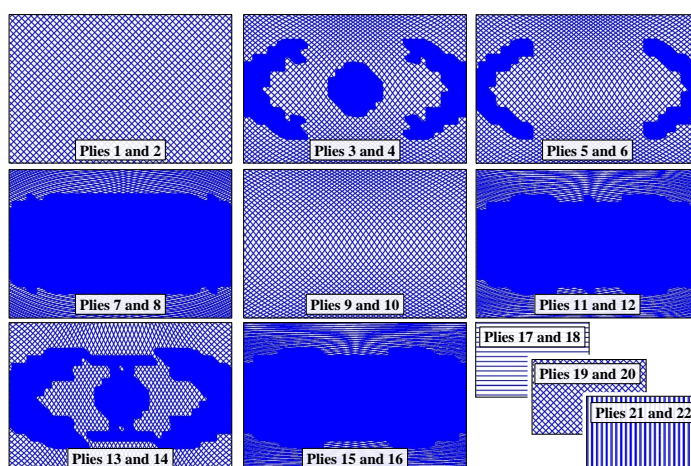 Plies 1 and 2
Plies 3 and 4
Plies 5 and 6
Plies 7 and 8
Plies 9 and 10
Plies 11 and 12
Plies 13 and 14
Plies 15 and 16
Plies 17 and 18
Plies 19 and 20
Plies 21 and 22